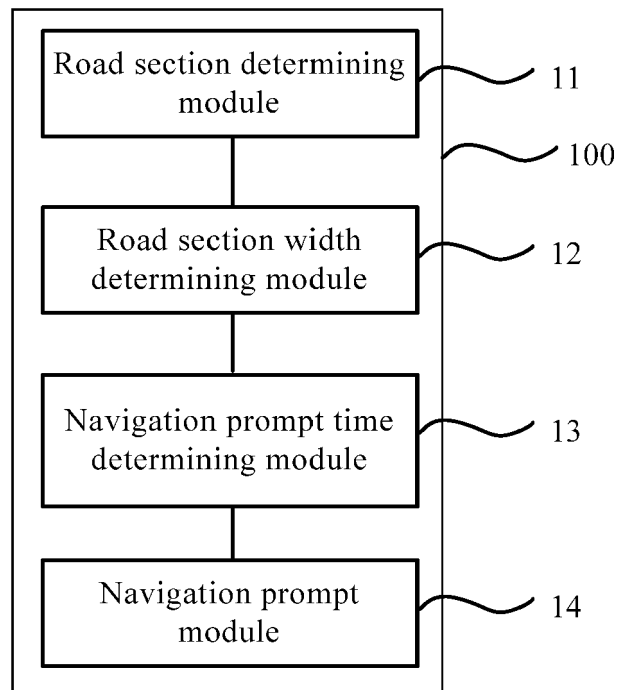 Road section determining
module
11
100
Road section width
determining module
12
Navigation prompt time
determining module
13
Navigation prompt
module
14